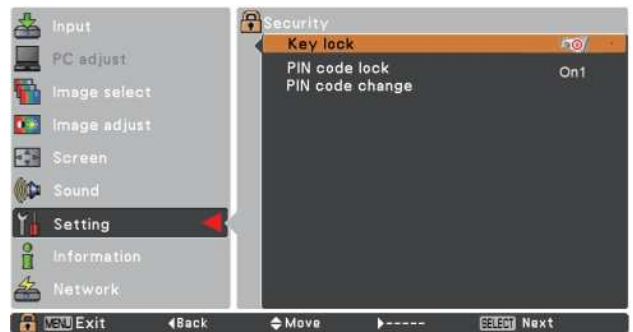 Input
PC adjust
Image select
Image adjust
Screen
Sound
Setting
Information
Network
Security
Key lock
PIN code lock On1
PIN code change
MENU Exit Back Move ----- SELECT Next